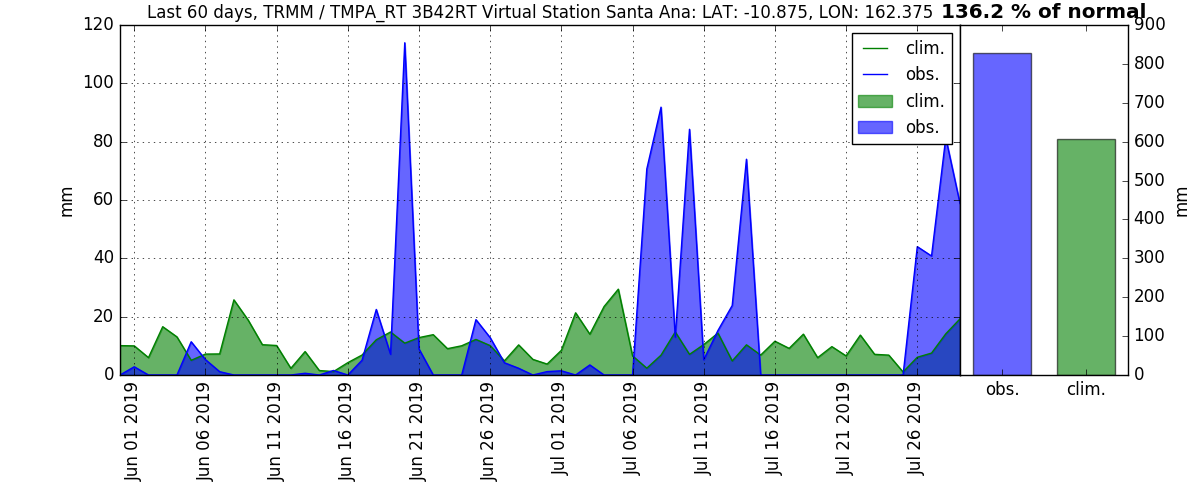 Last 60 days, TRMM / TMPA_RT 3B42RT Virtual Station Santa Ana: LAT: -10.875, LON: 162.375 136.2 % of normal
120
100
80
60
40
20
0
mm
clim.
obs.
clim.
obs.
900
800
700
600
500
400
300
200
100
0
mm
Jun 01 2019
Jun 06 2019
Jun 11 2019
Jun 16 2019
Jun 21 2019
Jun 26 2019
Jul 01 2019
Jul 06 2019
Jul 11 2019
Jul 16 2019
Jul 21 2019
Jul 26 2019
obs.
clim.